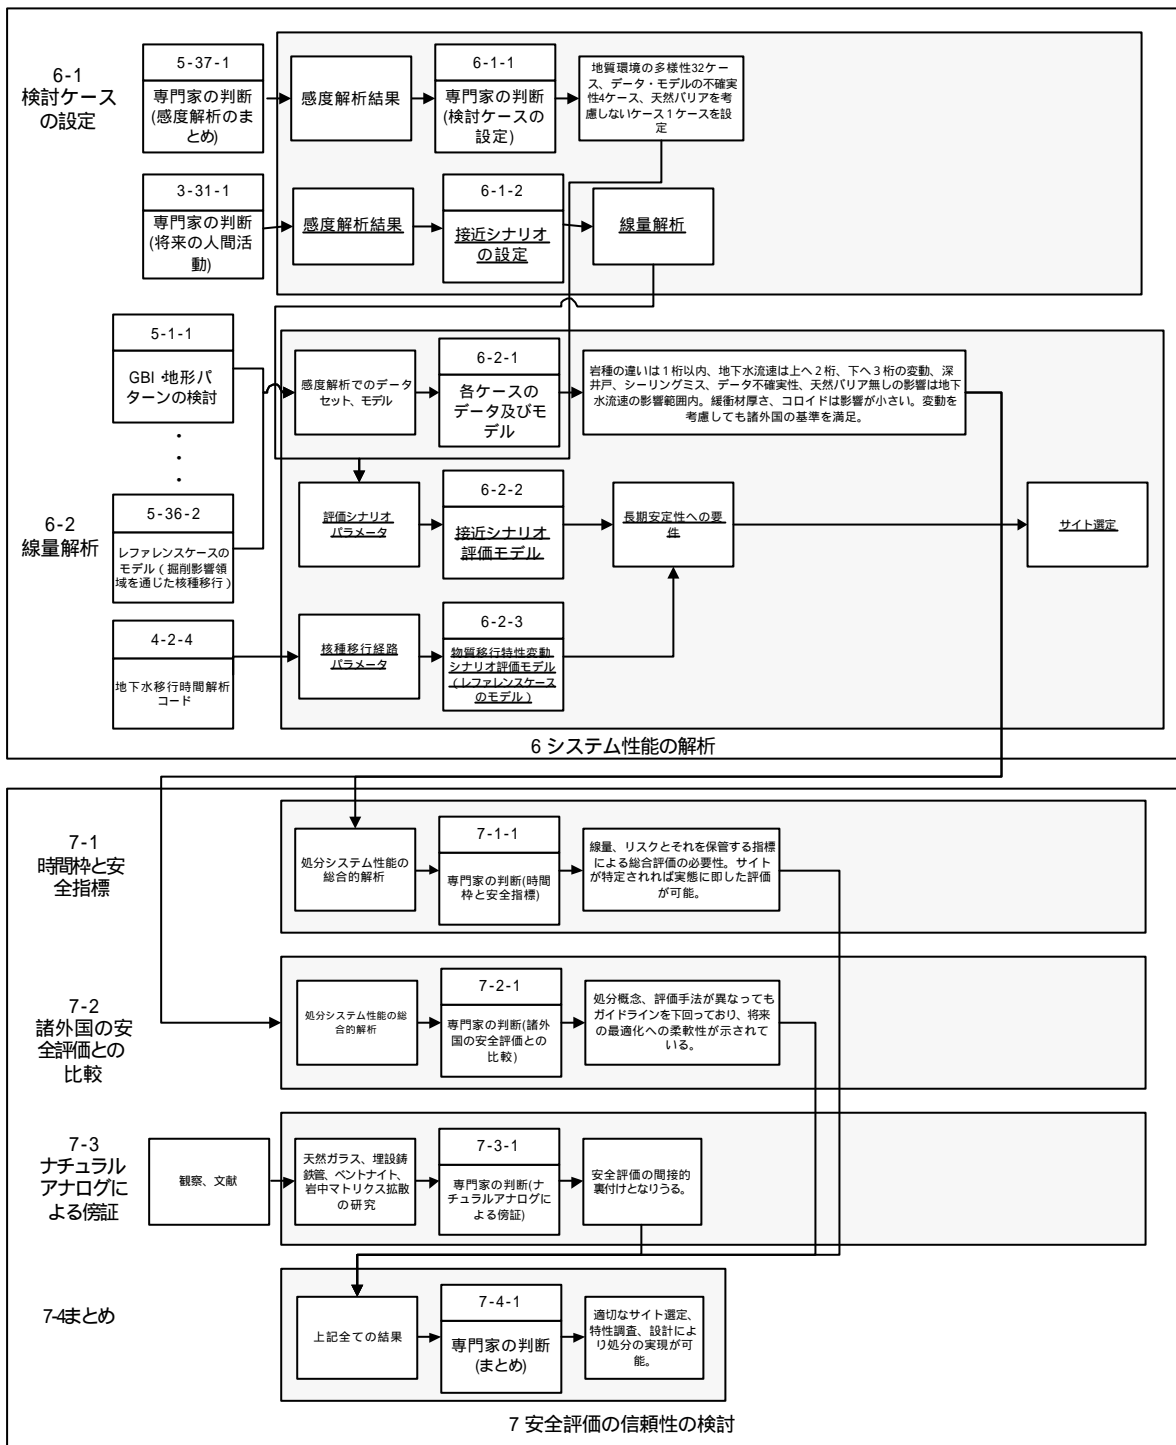 6-1
検討ケース
の設定
5-37-1
専門家の判断
(感度解析のま
とめ)
感度解析結果
6-1-1
専門家の判断
(検討ケースの
設定)
地質環境の多様性32ケー
ス、データ・モデルの不確実
性4ケース、天然バリアを考
慮しないケース1ケースを設
定
3-31-1
専門家の判断
(将来の人間活
動)
感度解析結果
6-1-2
接近シナリオ
の設定
線量解析
6-2
線量解析
5-1-1
GBI・地形パ
ターンの検討
・
・
・
5-36-2
レファレンスケースの
モデル(掘削影響領
域を通じた核種移行)
4-2-4
地下水移行時間解析
コード
感度解析でのデータ
セット、モデル
6-2-1
各ケースの
データ及びモ
デル
岩種の違いは1桁以内、地下水流速は上へ2桁、下へ3桁の変動、深
井戸、シーリングミス、データ不確実性、天然バリア無しの影響は地下
水流速の影響範囲内。緩衝材厚さ、コロイドは影響が小さい。変動を
考慮しても諸外国の基準を満足。
評価シナリオ
パラメータ
6-2-2
接近シナリオ
評価モデル
長期安定性への要
件
サイト選定
核種移行経路
パラメータ
6-2-3
物質移行特性変動
シナリオ評価モデル
(レファレンスケース
のモデル)
6 システム性能の解析
7-1
時間枠と安
全指標
処分システム性能の
総合的解析
7-1-1
専門家の判断(時間
枠と安全指標)
線量、リスクとそれを保管する指標
による総合評価の必要性。サイト
が特定されれば実態に即した評価
が可能。
7-2
諸外国の安
全評価との
比較
処分システム性能の総
合的解析
7-2-1
専門家の判断(諸外
国の安全評価との
比較)
処分概念、評価手法が異なっても
ガイドラインを下回っており、将来
の最適化への柔軟性が示されて
いる。
7-3
ナチュラル
アナログに
よる傍証
観察、文献
天然ガラス、埋設鋳
鉄管、ベントナイト、
岩中マトリクス拡散
の研究
7-3-1
専門家の判断(ナ
チュラルアナログに
よる傍証)
安全評価の間接的
裏付けとなりうる。
7-4まとめ
上記全ての結果
7-4-1
専門家の判断
(まとめ)
適切なサイト選定、
特性調査、設計によ
り処分の実現が可
能。
7 安全評価の信頼性の検討